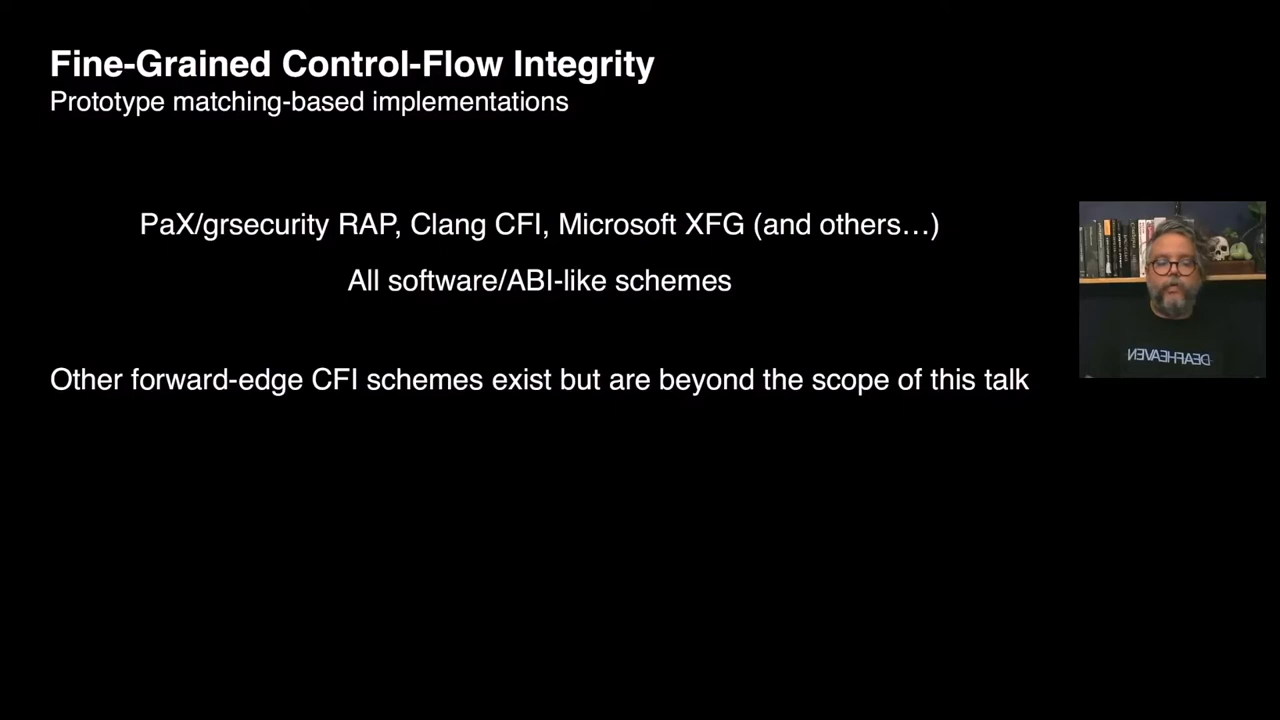 Fine-Grained Control-Flow Integrity
Prototype matching-based implementations
PaX/grsecurity RAP, Clang CFI, Microsoft XFG (and others…)
All software/ABI-like schemes
Other forward-edge CFI schemes exist but are beyond the scope of this talk
DEAFHEAVEN